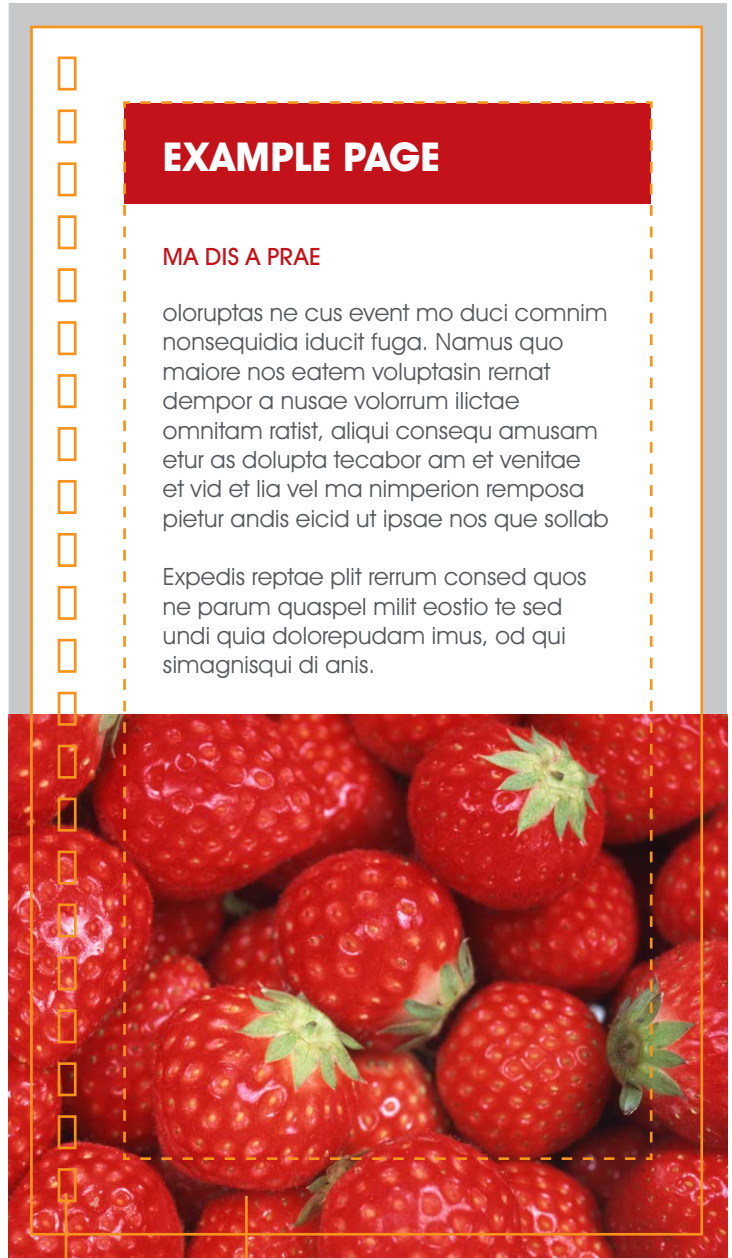 EXAMPLE PAGE
MA DIS A PRAE
oloruptas ne cus event mo duci comnim
nonsequidia iducit fuga. Namus quo
maiore nos eatem voluptasin rernat
dempor a nusae volorrum ilictae
omnitam ratist, aliqui consequ amusam
etur as dolupta tecabor am et venitae
et vid et lia vel ma nimperion remposa
pietur andis eicid ut ipsae nos que sollab
Expedis reptae plit rerrum consed quos
ne parum quaspel milit eostio te sed
undi quia dolorepudam imus, od qui
simagnisqui di anis.